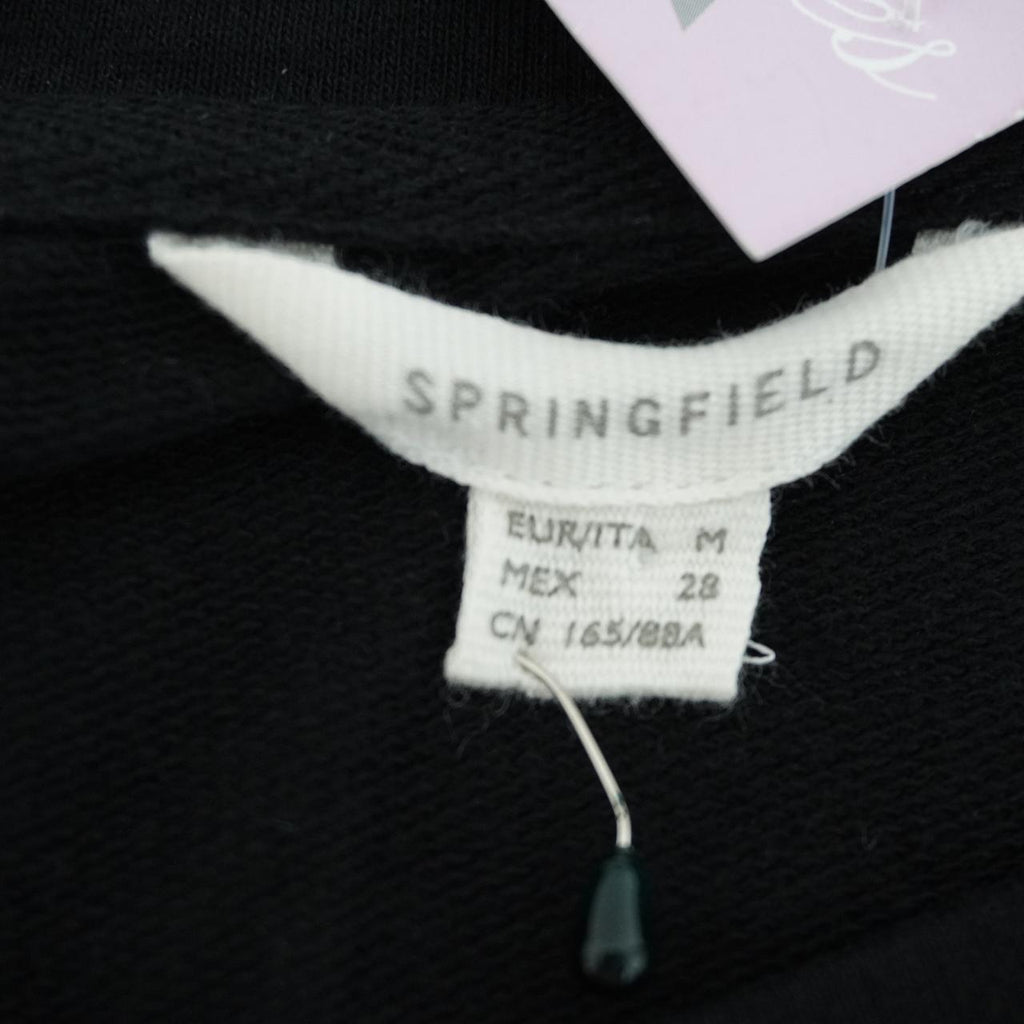 SPRINGFIELD
EUR/ITA M
MEX 28
CN 165/88A